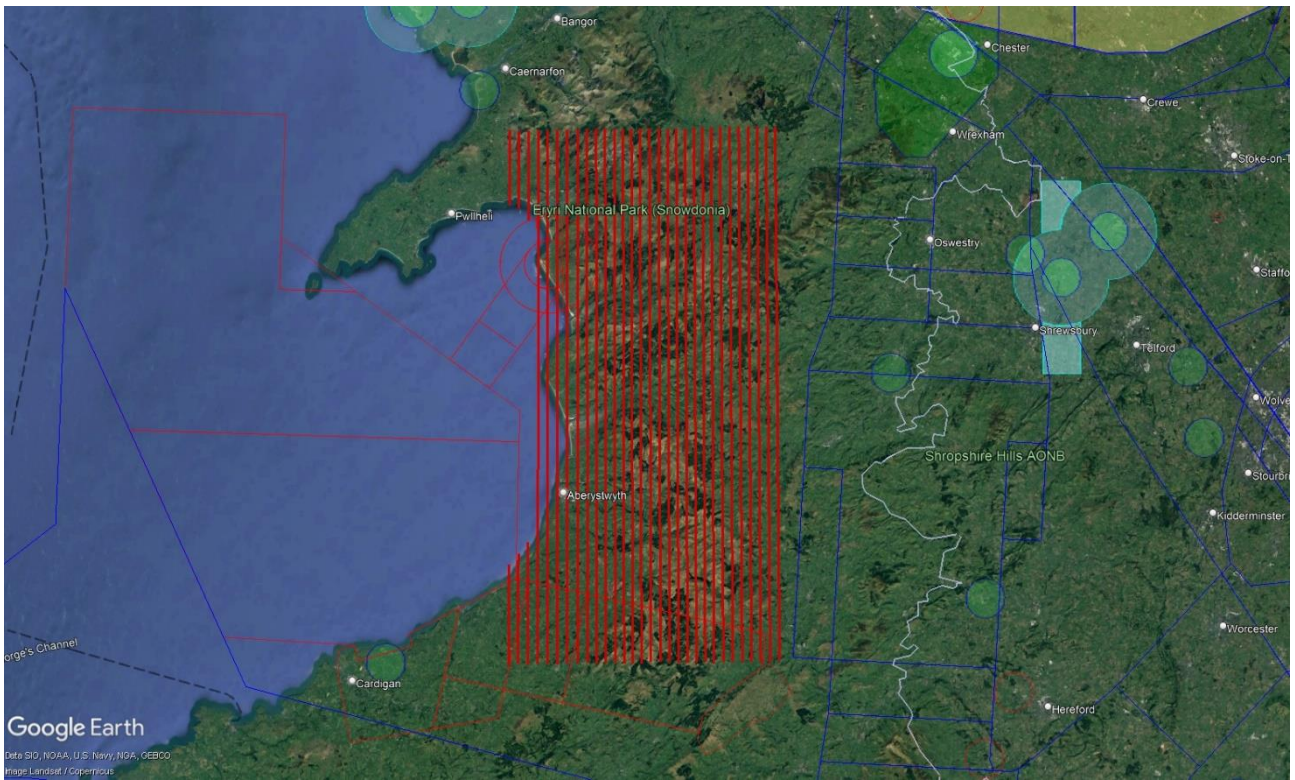 Bangor
Chester
Caernarfon
Crewe
Wrexham
Stoke-on-T
Pwllheli
Eryri National Park (Snowdonia)
Oswestry
Staffo
Shrewsbury
Telford
Wolve
Shropshire Hills AONB
Stourbri
Aberystwyth
Kidderminster
Worcester
orge's Channel
Cardigan
Hereford
Google Earth
Data SIO, NOAA, U.S. Navy, NGA, GEBCO
Image Landsat / Copernicus